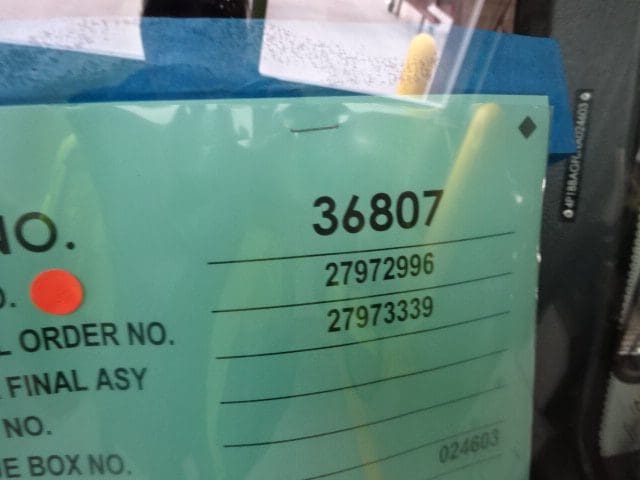 NO. 36807
O. 27972996
L ORDER NO. 27973339
FINAL ASY
NO.
E BOX NO. 024603